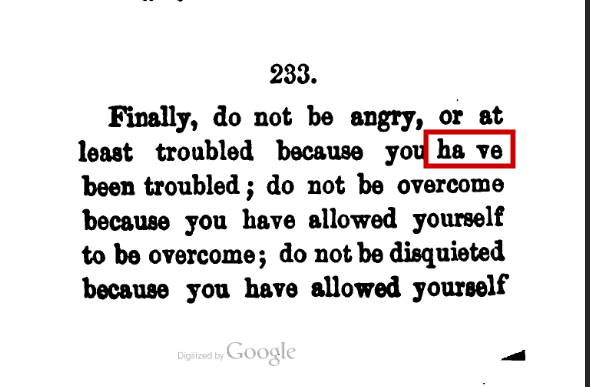 233.
Finally, do not be angry, or at
least troubled because you ha ve
been troubled ; do not be overcome
because you have allowed yourself
to be overcome; do not be disquieted
because you have allowed yourself
Digitized by Google